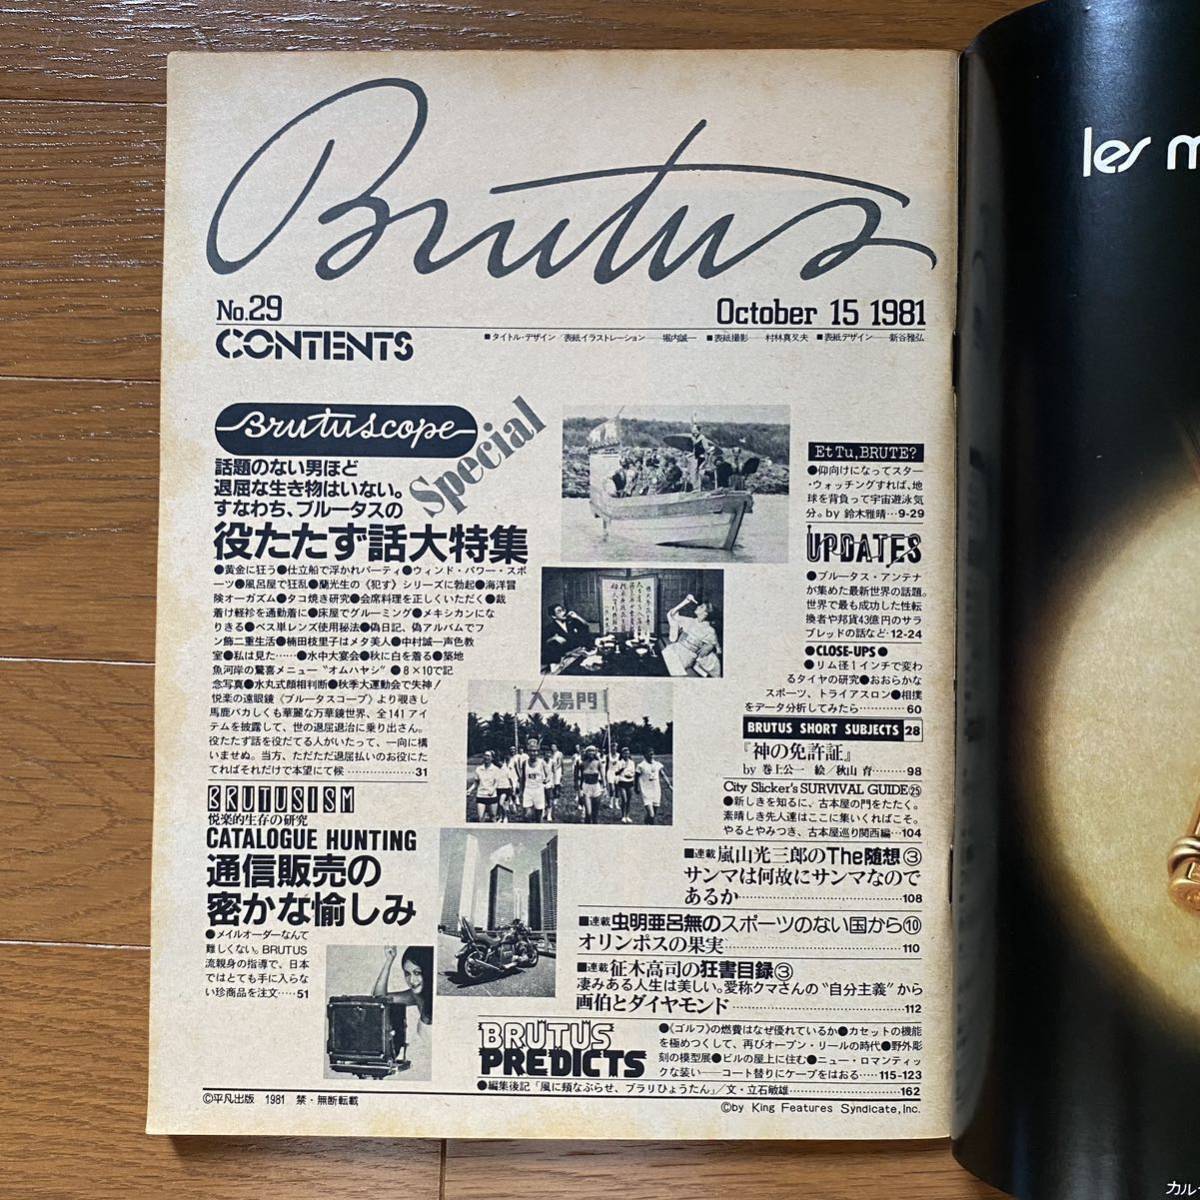 Brutus
No.29
October 15 1981
CONTENTS
■タイトル・デザイン／表紙イラストレーション──堀内誠一 ■表紙撮影──村林真叉夫 ■表紙デザイン──新谷雅弘
Brutuscope
Special
話題のない男ほど
退屈な生き物はいない。
すなわち、ブルータスの
役たたず話大特集
●黄金に狂う●仕立船で浮かれパーティ●ウィンド・パワー・スポ
ーツ●風呂屋で狂乱●蘭光生の《犯す》シリーズに勃起●海洋冒
険オーガズム●タコ焼き研究●会席料理を正しくいただく●裁
着け軽衫を通勤着に●床屋でグルーミング●メキシカンにな
りきる●ベス単レンズ使用秘法●偽日記、偽アルバムでフ
ン飾二重生活●楠田枝里子はメタ美人●中村誠一声色教
室●私は見た……●水中大宴会●秋に白を着る●築地
魚河岸の驚喜メニュー"オムハヤシ"●8×10で記
念写真●水丸式顔相判断●秋季大運動会で失神！
悦楽の遠眼鏡〈ブルータスコープ〉より覗きし
馬鹿バカしくも華麗な万華鏡世界、全141アイ
テムを披露して、世の退屈退治に乗り出さん。
役たたず話を役だてる人がいたって、一向に構
いませぬ。当方、ただただ退屈払いのお役にた
てればそれだけで本望にて候………………31
BRUTUSISM
悦楽的生存の研究
CATALOGUE HUNTING
通信販売の
密かな愉しみ
●メイルオーダーなんて
難しくない。BRUTUS
流親身の指導で、日本
ではとても手に入らな
い珍商品を注文……51
入場門
Et Tu, BRUTE?
●仰向けになってスター
・ウォッチングすれば、地
球を背負って宇宙遊泳気
分。by 鈴木雅晴…9-29
UPDATES
●ブルータス・アンテナ
が集めた最新世界の話題。
世界で最も成功した性転
換者や邦貨43億円のサラ
ブレッドの話など・12-24
●CLOSE-UPS●
●リム径1インチで変わ
るタイヤの研究●おおらかな
スポーツ、トライアスロン●相撲
をデータ分析してみたら…………60
BRUTUS SHORT SUBJECTS 28
『神の免許証』
by 巻上公一 絵／秋山育………98
City Slicker's SURVIVAL GUIDE㉕
●新しきを知るに、古本屋の門をたたく。
素晴しき先人達はここに集いくればこそ。
やるとやみつき、古本屋巡り関西編…104
■連載 嵐山光三郎のThe随想③
サンマは何故にサンマなので
あるか………………………108
■連載 虫明亜呂無のスポーツのない国から⑩
オリンポスの果実………………………110
■連載 征木高司の狂書目録③
凄みある人生は美しい。愛称クマさんの"自分主義"から
画伯とダイヤモンド………………………112
BRUTUS
PREDICTS
●〈ゴルフ〉の燃費はなぜ優れているか●カセットの機能
を極めつくして、再びオープン・リールの時代●野外彫
刻の模型展●ビルの屋上に住む●ニュー・ロマンティッ
クな装い──コート替りにケープをはおる……115-123
●編集後記「風に頬なぶらせ、ブラリひょうたん」／文・立石敏雄………………162
©平凡出版 1981 禁・無断転載
©by King Features Syndicate, Inc.
les m
カル